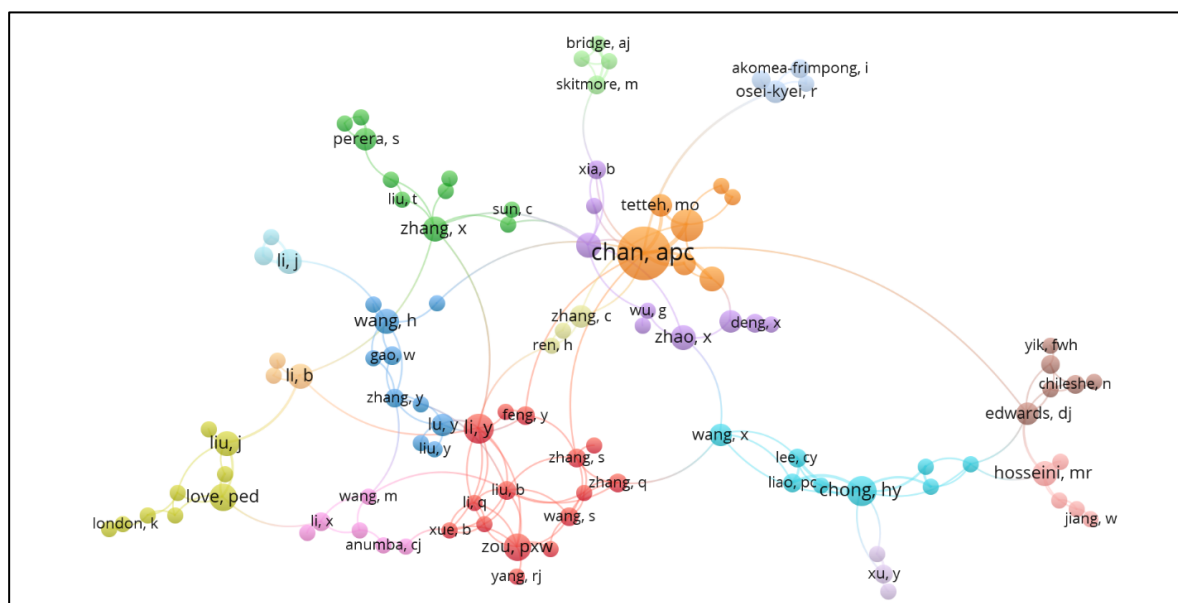 bridge, aj
akomea-frimpong, i
skitmore, m
osei-kyei, r
perera, s
xia, b
liu, t
tetteh, mo
sun, c
zhang, x
chan, apc
li, j
wu, g
zhang, c
deng, x
wang, h
zhao, x
ren, h
yik, fwh
gao, w
li, b
chileshe, n
zhang, y
feng, y
edwards, dj
lu, y
li, y
wang, x
liu, j
liu, y
zhang, s
lee, cy
hosseini, mr
zhang, q
liao, pc
chong, hy
love, ped
wang, m
liu, b
li, q
london, k
li, x
wang, s
jiang, w
xue, b
anumba, cj
zou, pxw
yang, rj
xu, y